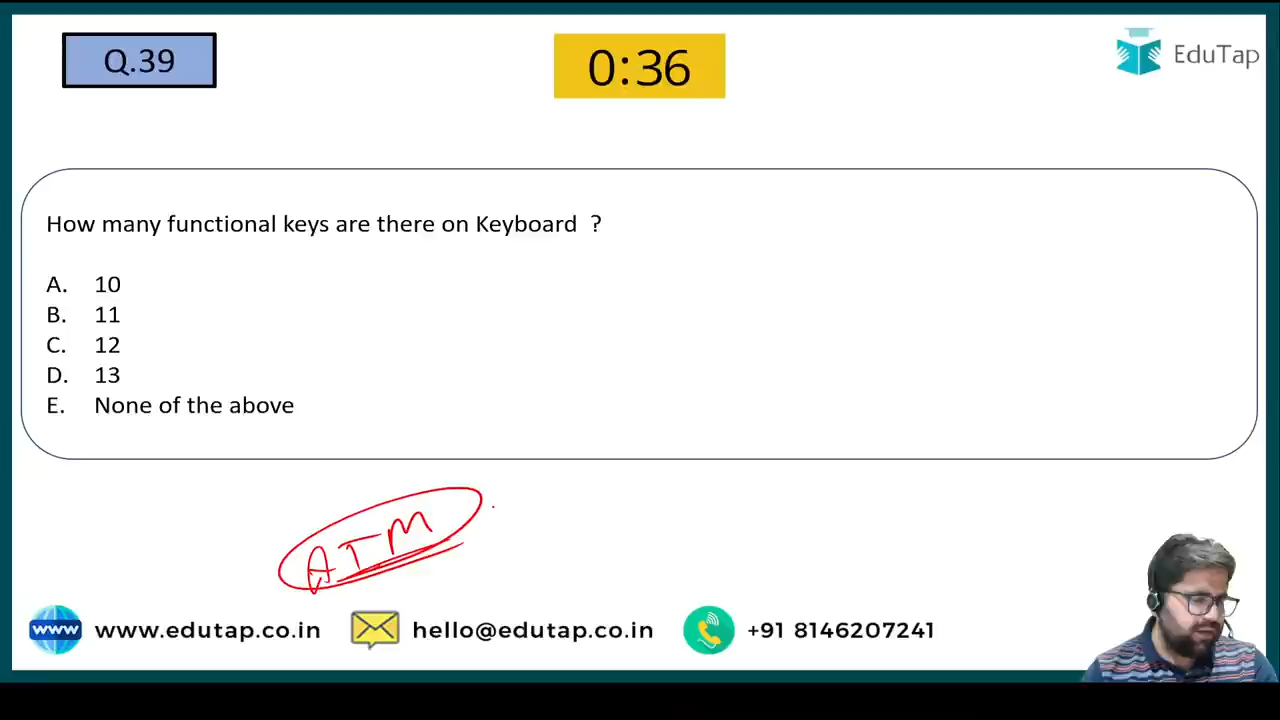 Q.39
0:36
EduTap
How many functional keys are there on Keyboard ?
A. 10
B. 11
C. 12
D. 13
E. None of the above
ATM
www www.edutap.co.in hello@edutap.co.in +91 8146207241